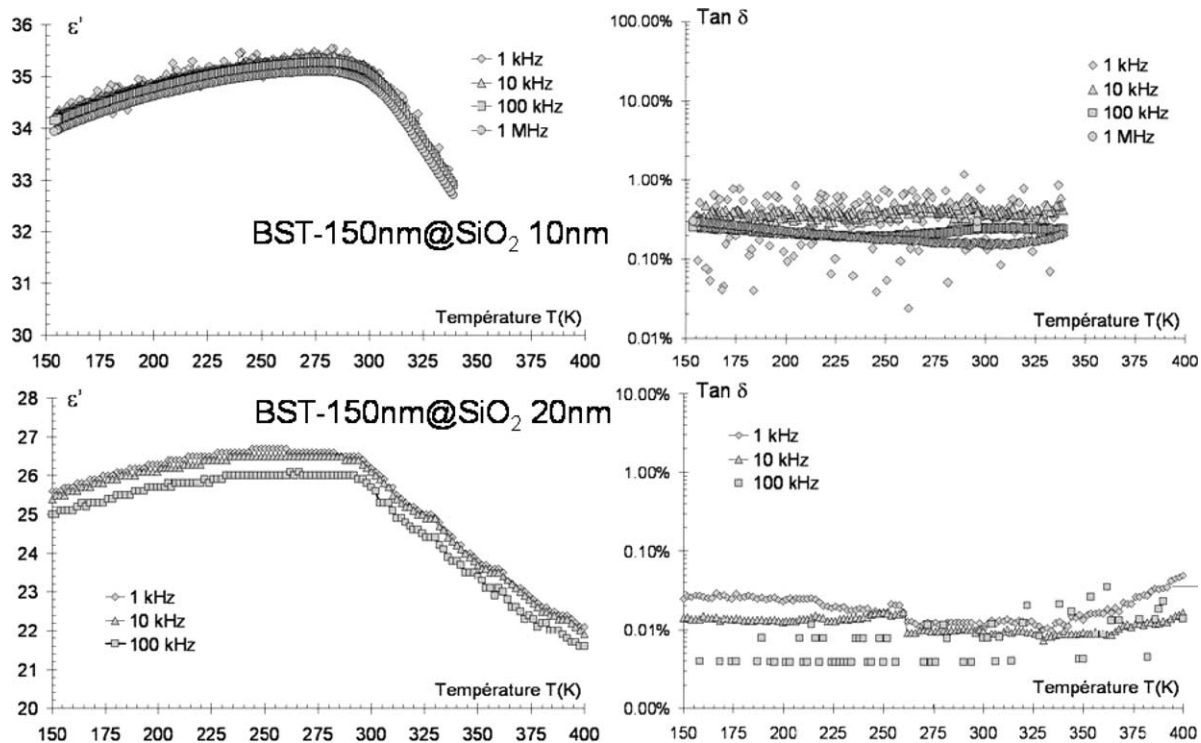 ε'
36
35
34
33
32
31
30
1 kHz
10 kHz
100 kHz
1 MHz
BST-150nm@SiO₂ 10nm
Température T(K)
150 175 200 225 250 275 300 325 350 375 400
Tan δ
100.00%
10.00%
1.00%
0.10%
0.01%
1 kHz
10 kHz
100 kHz
1 MHz
Température T(K)
150 175 200 225 250 275 300 325 350 375 400
ε'
BST-150nm@SiO₂ 20nm
28
27
26
25
24
23
22
21
20
1 kHz
10 kHz
100 kHz
Température T(K)
150 175 200 225 250 275 300 325 350 375 400
Tan δ
10.00%
1.00%
0.10%
0.01%
0.00%
1 kHz
10 kHz
100 kHz
Température T(K)
150 175 200 225 250 275 300 325 350 375 400